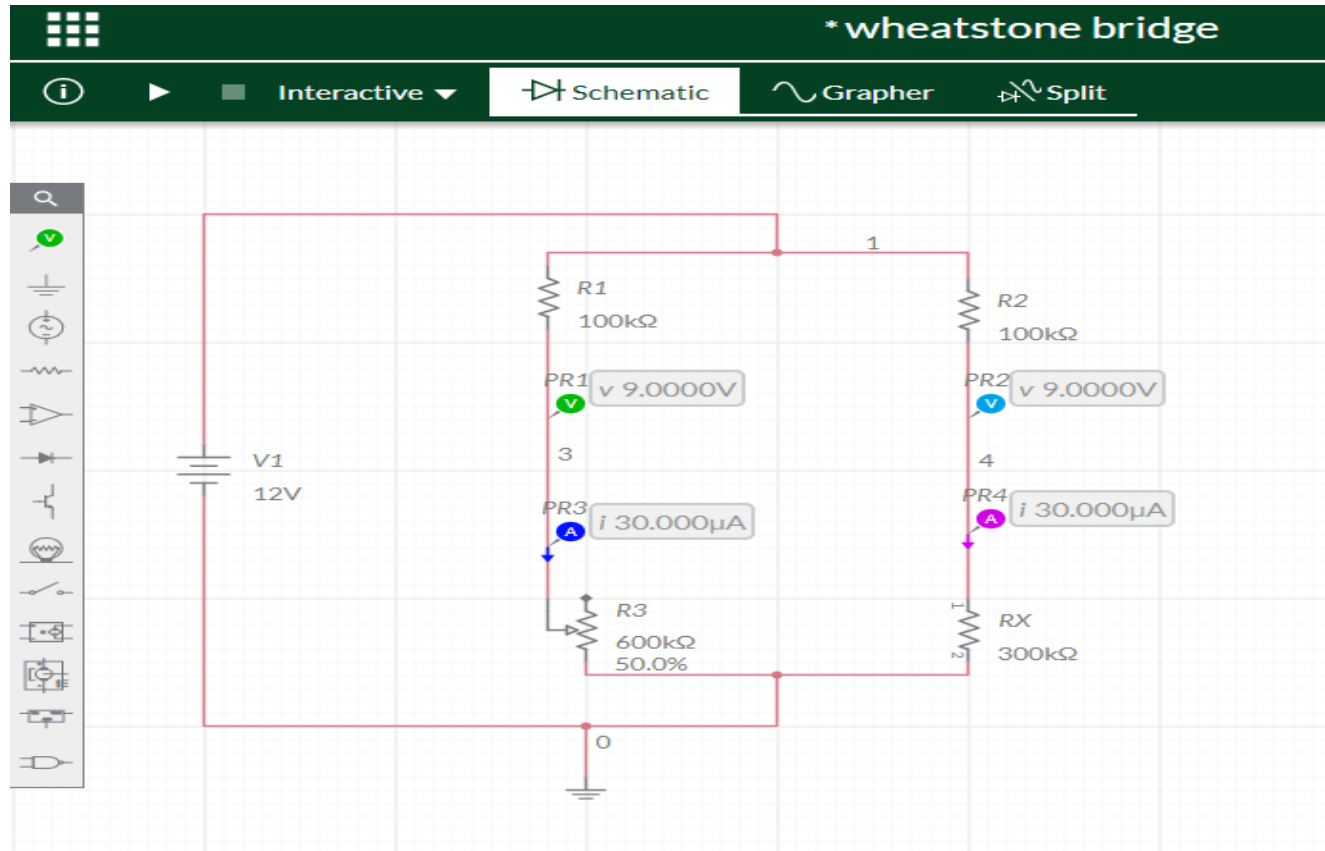 * wheatstone bridge
i Interactive Schematic Grapher Split
V
1
R1
100kΩ
R2
100kΩ
PR1 v 9.0000V
V
PR2 v 9.0000V
V
3
4
V1
12V
PR3 i 30.000µA
A
PR4 i 30.000µA
A
R3
600kΩ
50.0%
1
RX
300kΩ
2
0